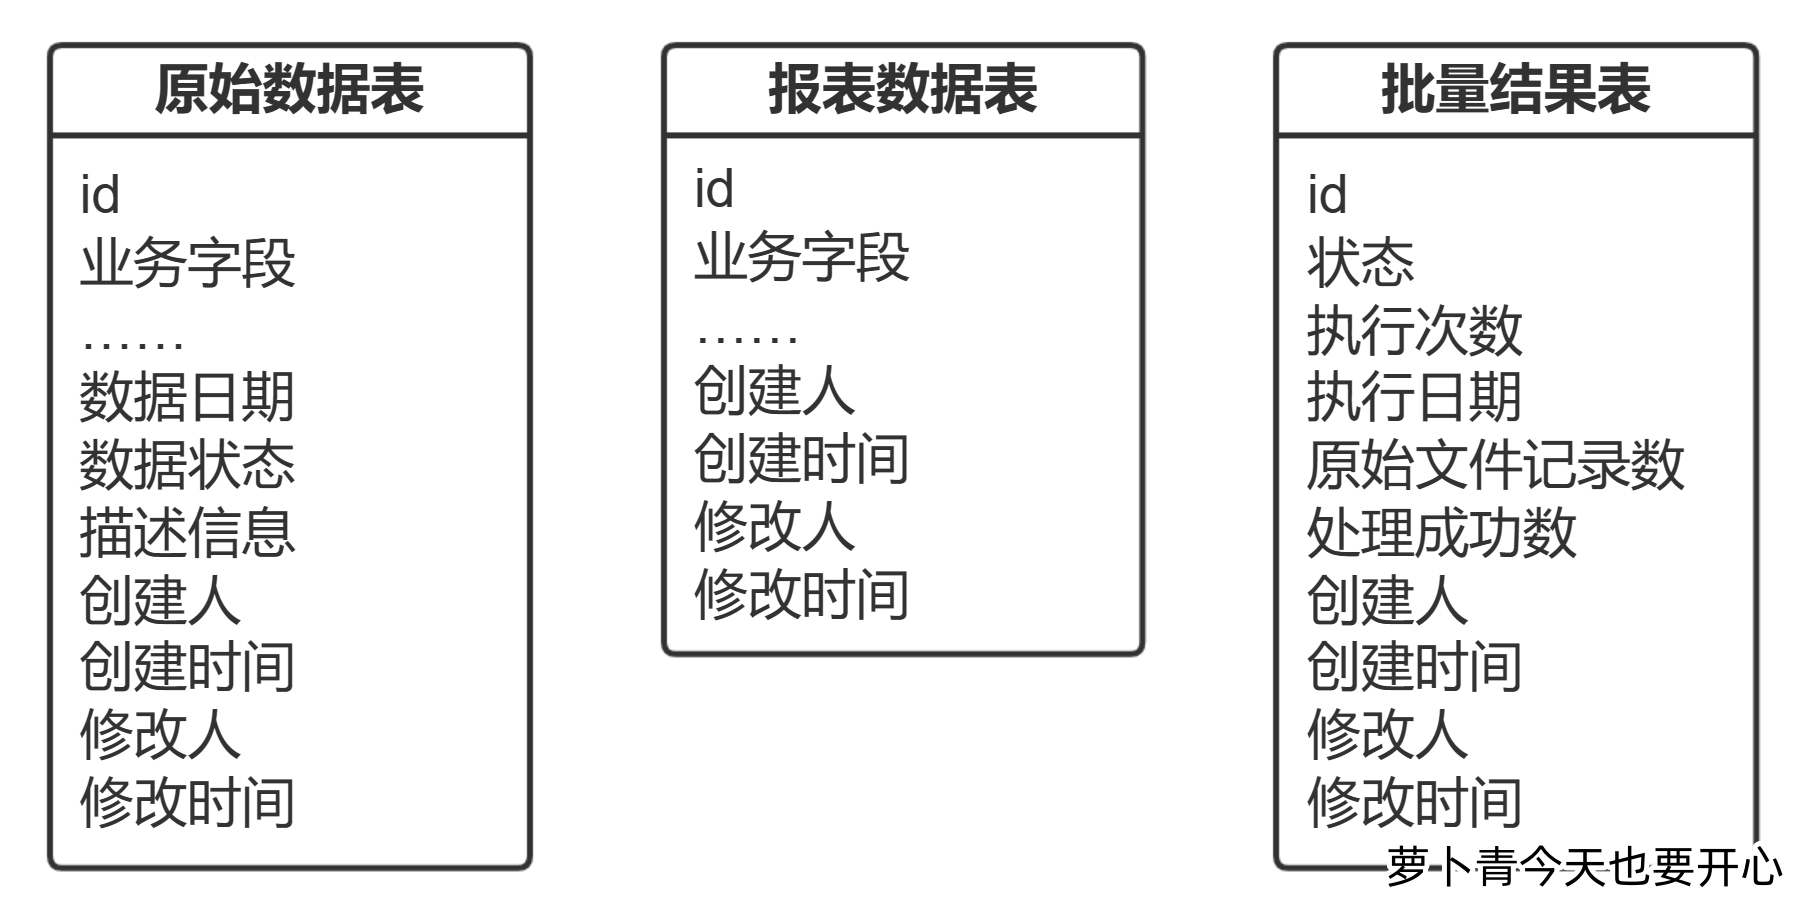 原始数据表
id
业务字段
……
数据日期
数据状态
描述信息
创建人
创建时间
修改人
修改时间
报表数据表
id
业务字段
……
创建人
创建时间
修改人
修改时间
批量结果表
id
状态
执行次数
执行日期
原始文件记录数
处理成功数
创建人
创建时间
修改人
修改时间
萝卜青今天也要开心